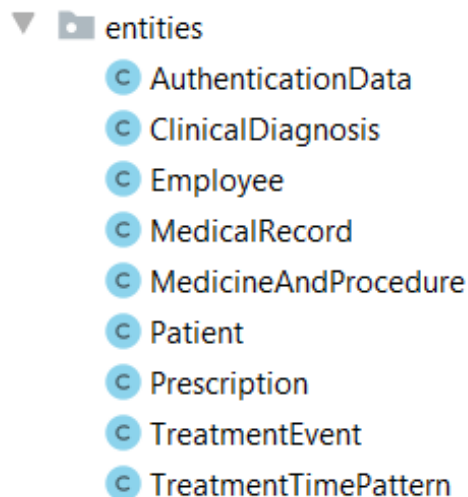 entities
C AuthenticationData
C ClinicalDiagnosis
C Employee
C MedicalRecord
C MedicineAndProcedure
C Patient
C Prescription
C TreatmentEvent
C TreatmentTimePattern